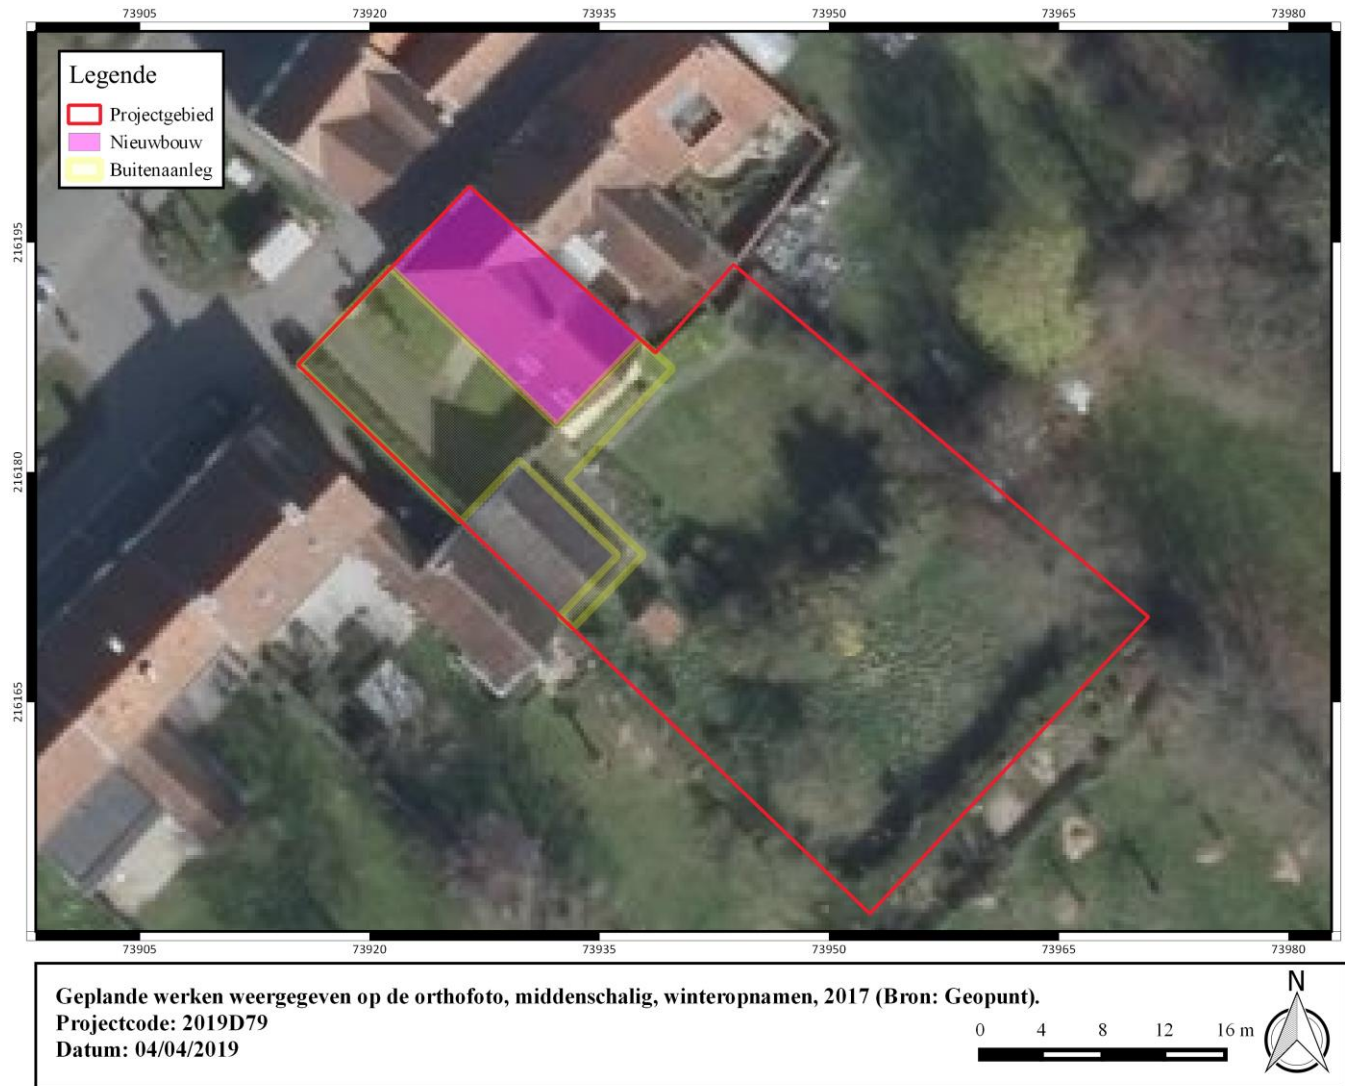 73905 73920 73935 73950 73965 73980
Legende
Projectgebied
Nieuwbouw
Buitenaanleg
216195
216180
216165
73905 73920 73935 73950 73965 73980
Geplande werken weergegeven op de orthofoto, middenschalig, winteropnamen, 2017 (Bron: Geopunt).
Projectcode: 2019D79
Datum: 04/04/2019
0 4 8 12 16 m
N